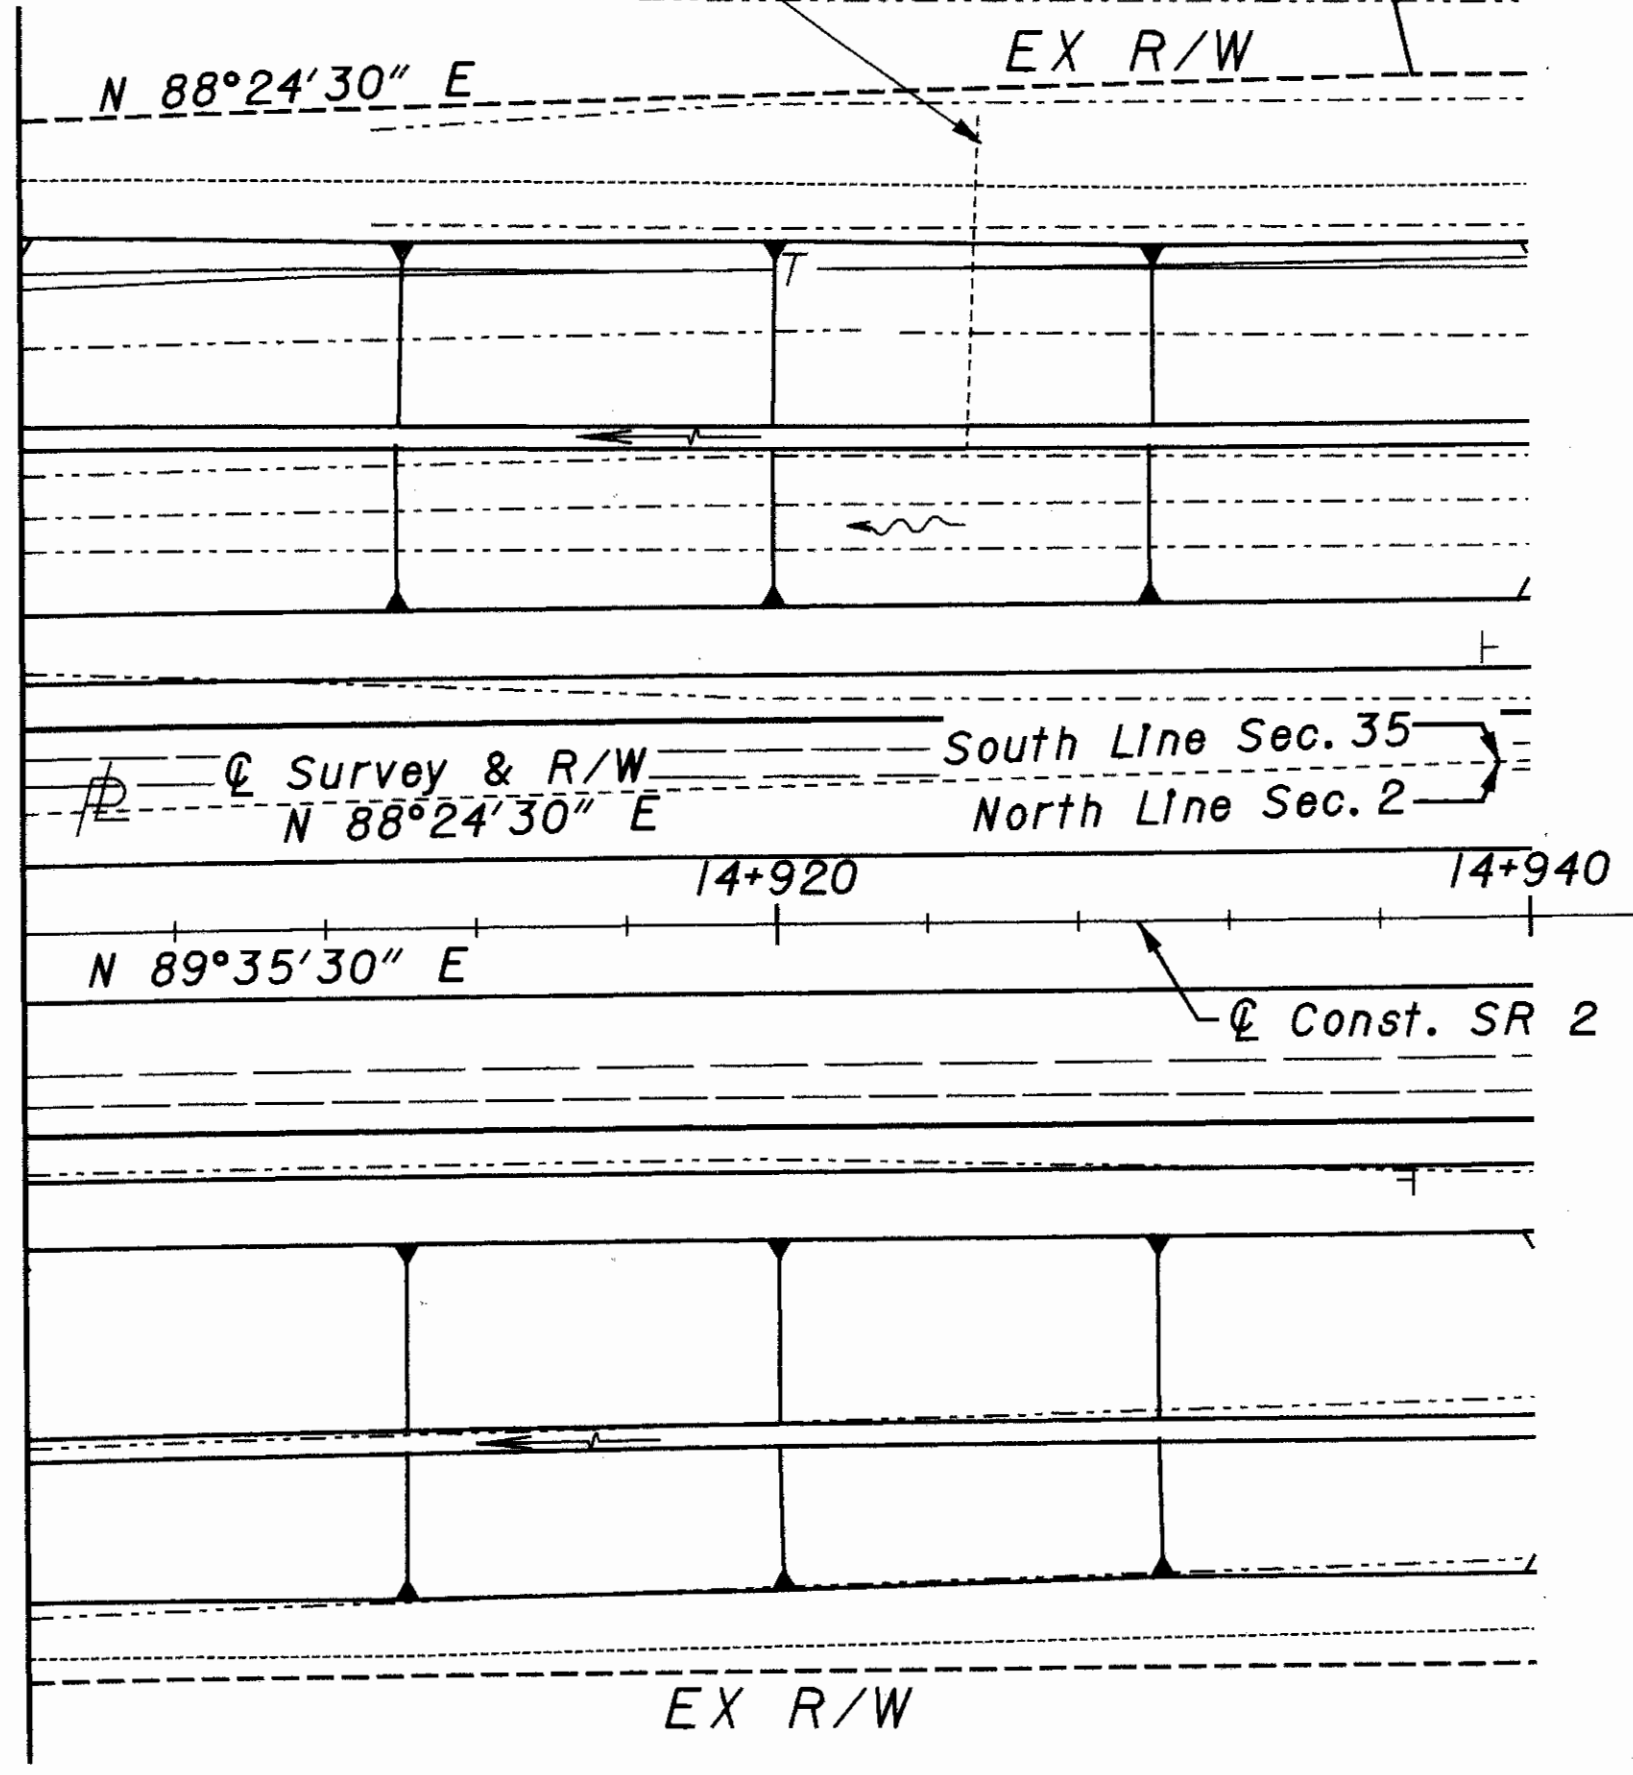 EX R/W
N 88°24'30" E
T
South Line Sec. 35
℄ Survey & R/W
N 88°24'30" E
North Line Sec. 2
14+920
14+940
N 89°35'30" E
℄ Const. SR 2
EX R/W